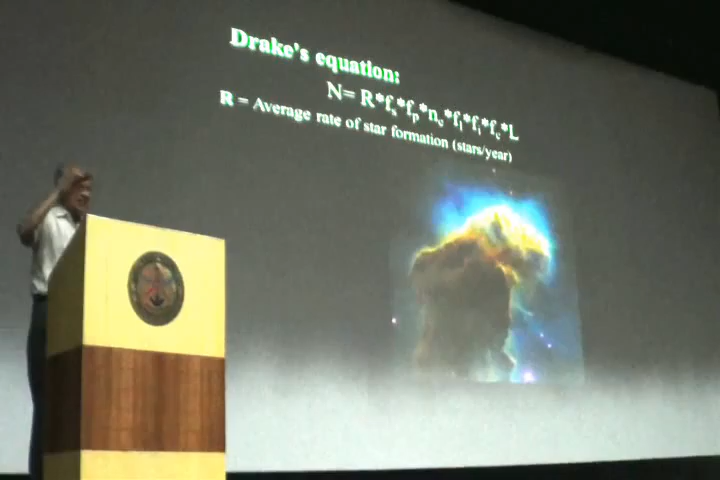 Drake's equation:
N= R*fs*fp*ne*fl*fi*fc*L
R = Average rate of star formation (stars/year)